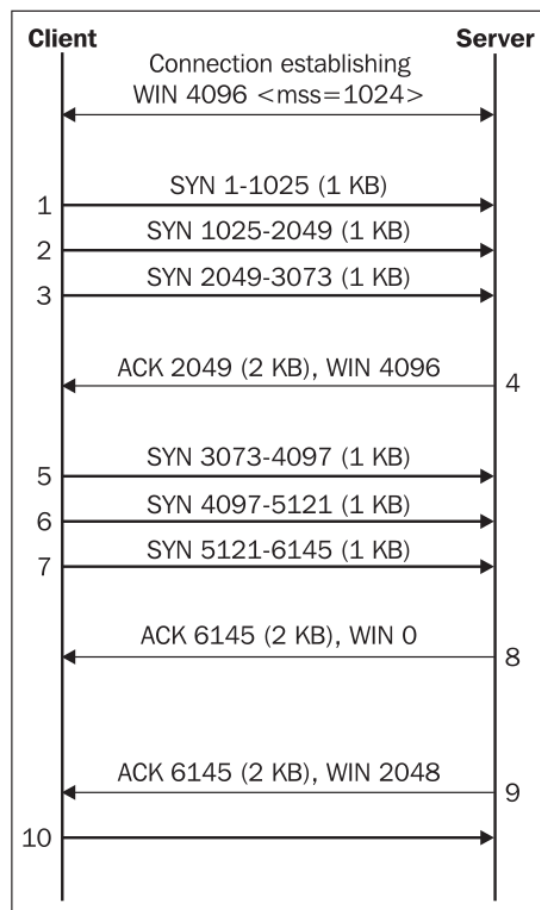 Client
Server
Connection establishing
WIN 4096 <mss=1024>
1
SYN 1-1025 (1 KB)
2
SYN 1025-2049 (1 KB)
3
SYN 2049-3073 (1 KB)
ACK 2049 (2 KB), WIN 4096
4
5
SYN 3073-4097 (1 KB)
6
SYN 4097-5121 (1 KB)
7
SYN 5121-6145 (1 KB)
ACK 6145 (2 KB), WIN 0
8
ACK 6145 (2 KB), WIN 2048
9
10